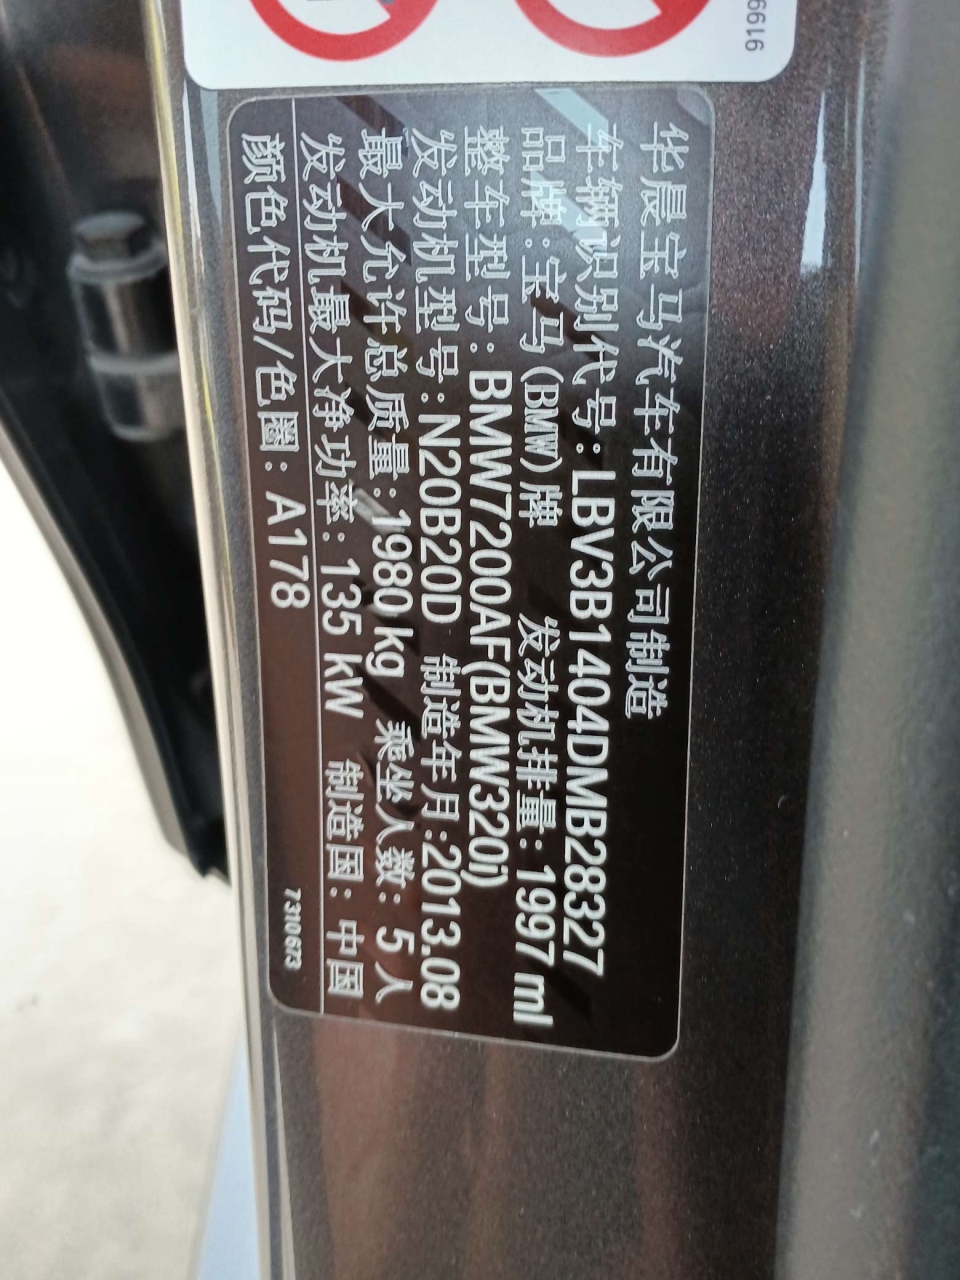 9199
华晨宝马汽车有限公司制造
车辆识别代号:LBV3B1404DMB28327
品牌:宝马(BMW)牌 发动机排量:1997 ml
整车型号:BMW7200AF(BMW320i)
发动机型号:N20B20D 制造年月:2013.08
最大允许总质量:1980 kg 乘坐人数:5人
发动机最大净功率:135 kW 制造国:中国
颜色代码/色圈:A178
7310673